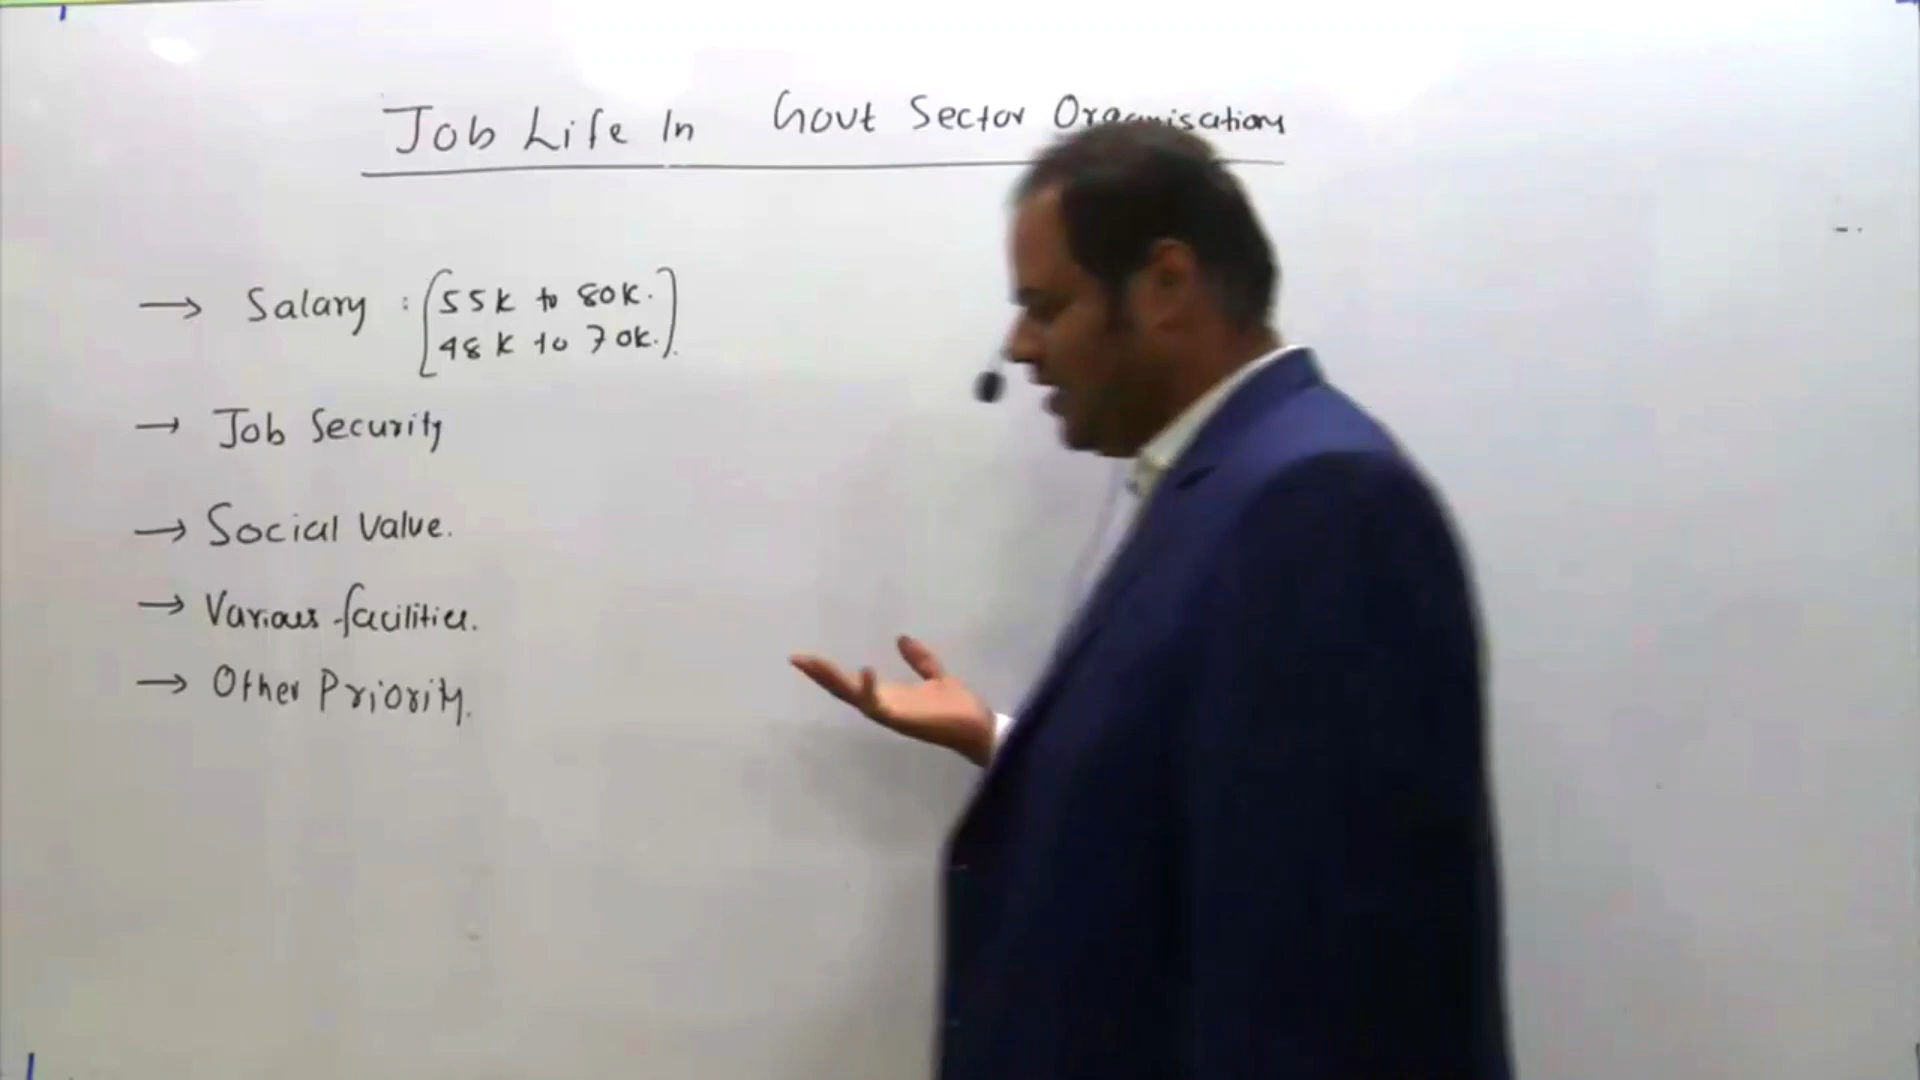 Job Life In Govt Sector Organisations
→ Salary : [55K to 80K.]
[48K to 70K.]
→ Job Security
→ Social Value.
→ Various facilities.
→ Other Priority.